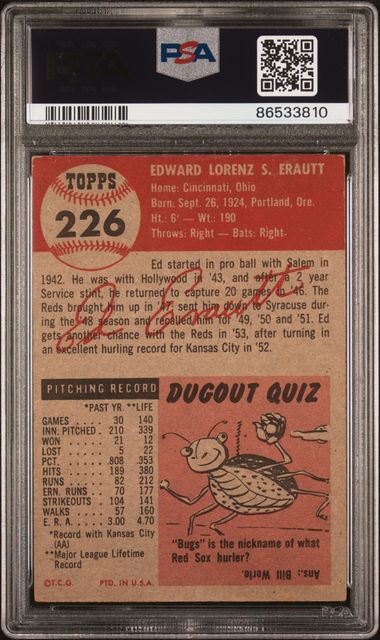 PSA
86533810
TOPPS
226
EDWARD LORENZ S. ERAUTT
Home: Cincinnati, Ohio
Born: Sept. 26, 1924, Portland, Ore.
Ht.: 6' — Wt.: 190
Throws: Right — Bats: Right
Ed started in pro ball with Salem in
1942. He was with Hollywood in '43, and after a 2 year
Service stint, he returned to capture 20 games in '46. The
Reds brought him up in '47, sent him down to Syracuse dur-
ing the '48 season and recalled him for '49, '50 and '51. Ed
gets another chance with the Reds in '53, after turning in
an excellent hurling record for Kansas City in '52.
Ed Erautt
PITCHING RECORD
*PAST YR. **LIFE
GAMES 30 140
INN. PITCHED 210 339
WON 21 12
LOST 5 22
PCT. .808 .353
HITS 189 380
RUNS 82 212
ERN. RUNS 70 177
STRIKEOUTS 141 141
WALKS 57 160
E. R. A. 3.00 4.70
*Record with Kansas City
(AA)
**Major League Lifetime
Record
©T.C.G. PTD. IN U.S.A.
DUGOUT QUIZ
"Bugs" is the nickname of what
Red Sox hurler?
Ans.: Bill Werle